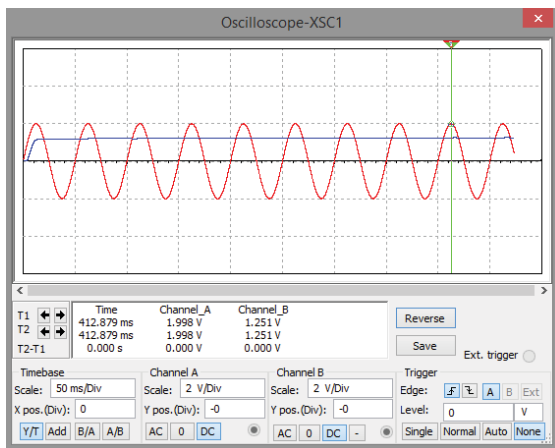 Oscilloscope-XSC1
Time Channel_A Channel_B
T1 412.879 ms 1.998 V 1.251 V
T2 412.879 ms 1.998 V 1.251 V
T2-T1 0.000 s 0.000 V 0.000 V
Reverse
Save
Ext. trigger
Timebase
Scale: 50 ms/Div
X pos.(Div): 0
Y/T Add B/A A/B
Channel A
Scale: 2 V/Div
Y pos.(Div): -0
AC 0 DC
Channel B
Scale: 2 V/Div
Y pos.(Div): -0
AC 0 DC -
Trigger
Edge: A B Ext
Level: 0 V
Single Normal Auto None